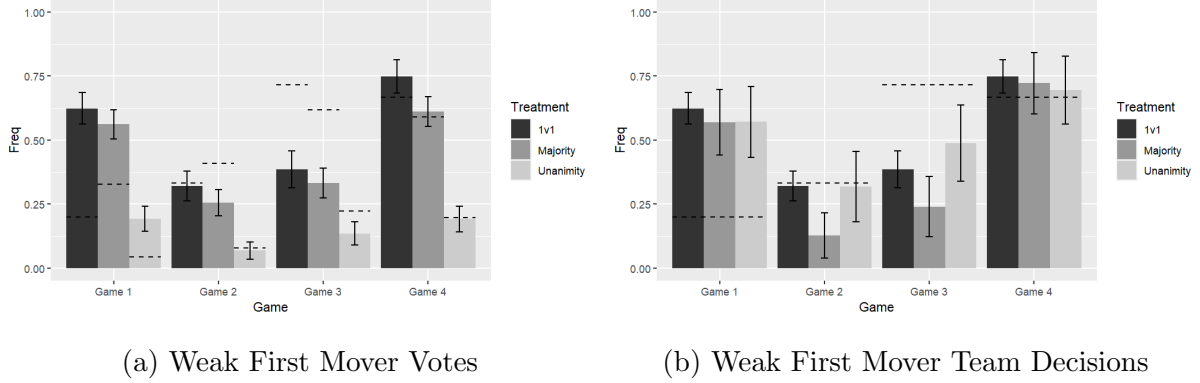 1.00
0.75
0.50
0.25
0.00
Freq
Game 1
Game 2
Game 3
Game 4
Game
Treatment
1v1
Majority
Unanimity
(a) Weak First Mover Votes
1.00
0.75
0.50
0.25
0.00
Freq
Game 1
Game 2
Game 3
Game 4
Game
Treatment
1v1
Majority
Unanimity
(b) Weak First Mover Team Decisions